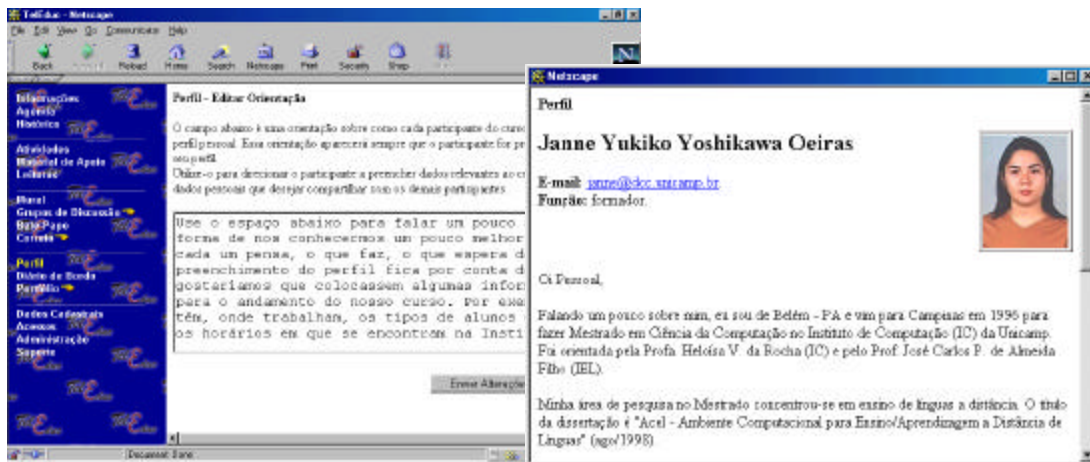 TelEduc - Netscape
File Edit View Go Communicator Help
Back Reload Home Search Netscape Print Security Shop
Informações
Agenda
Histórico
Atividades
Material de Apoio
Leituras
Mural
Grupos de Discussão
Bate-Papo
Correio
Perfil
Diário de Bordo
Portfólio
Dados Cadastrais
Acessos
Administração
Suporte
Perfil - Editar Orientação
O campo abaixo é uma orientação sobre como cada participante do curso
perfil pessoal. Essa orientação aparecerá sempre que o participante for pr
seu perfil.
Utilize-o para direcionar o participante a preencher dados relevantes ao c
dados pessoais que desejar compartilhar com os demais participantes
Use o espaço abaixo para falar um pouco
forma de nos conhecermos um pouco melhor
cada um pensa, o que faz, o que espera d
preenchimento do perfil fica por conta d
gostaríamos que colocassem algumas infor
para o andamento do nosso curso. Por exe
têm, onde trabalham, os tipos de alunos
os horários em que se encontram na Insti
Enviar Alteraçõe
Document: Done
Netscape
Perfil
Janne Yukiko Yoshikawa Oeiras
E-mail: janne@dcc.unicamp.br
Função: formador.
Oi Pessoal,
Falando um pouco sobre mim, eu sou de Belém - PA e vim para Campinas em 1996 para
fazer Mestrado em Ciência da Computação no Instituto de Computação (IC) da Unicamp.
Fui orientada pela Profa. Heloísa V. da Rocha (IC) e pelo Prof. José Carlos P. de Almeida
Filho (IEL).
Minha área de pesquisa no Mestrado concentrou-se em ensino de línguas a distância. O título
da dissertação é "Acel - Ambiente Computacional para Ensino/Aprendizagem a Distância de
Línguas" (ago/1998)